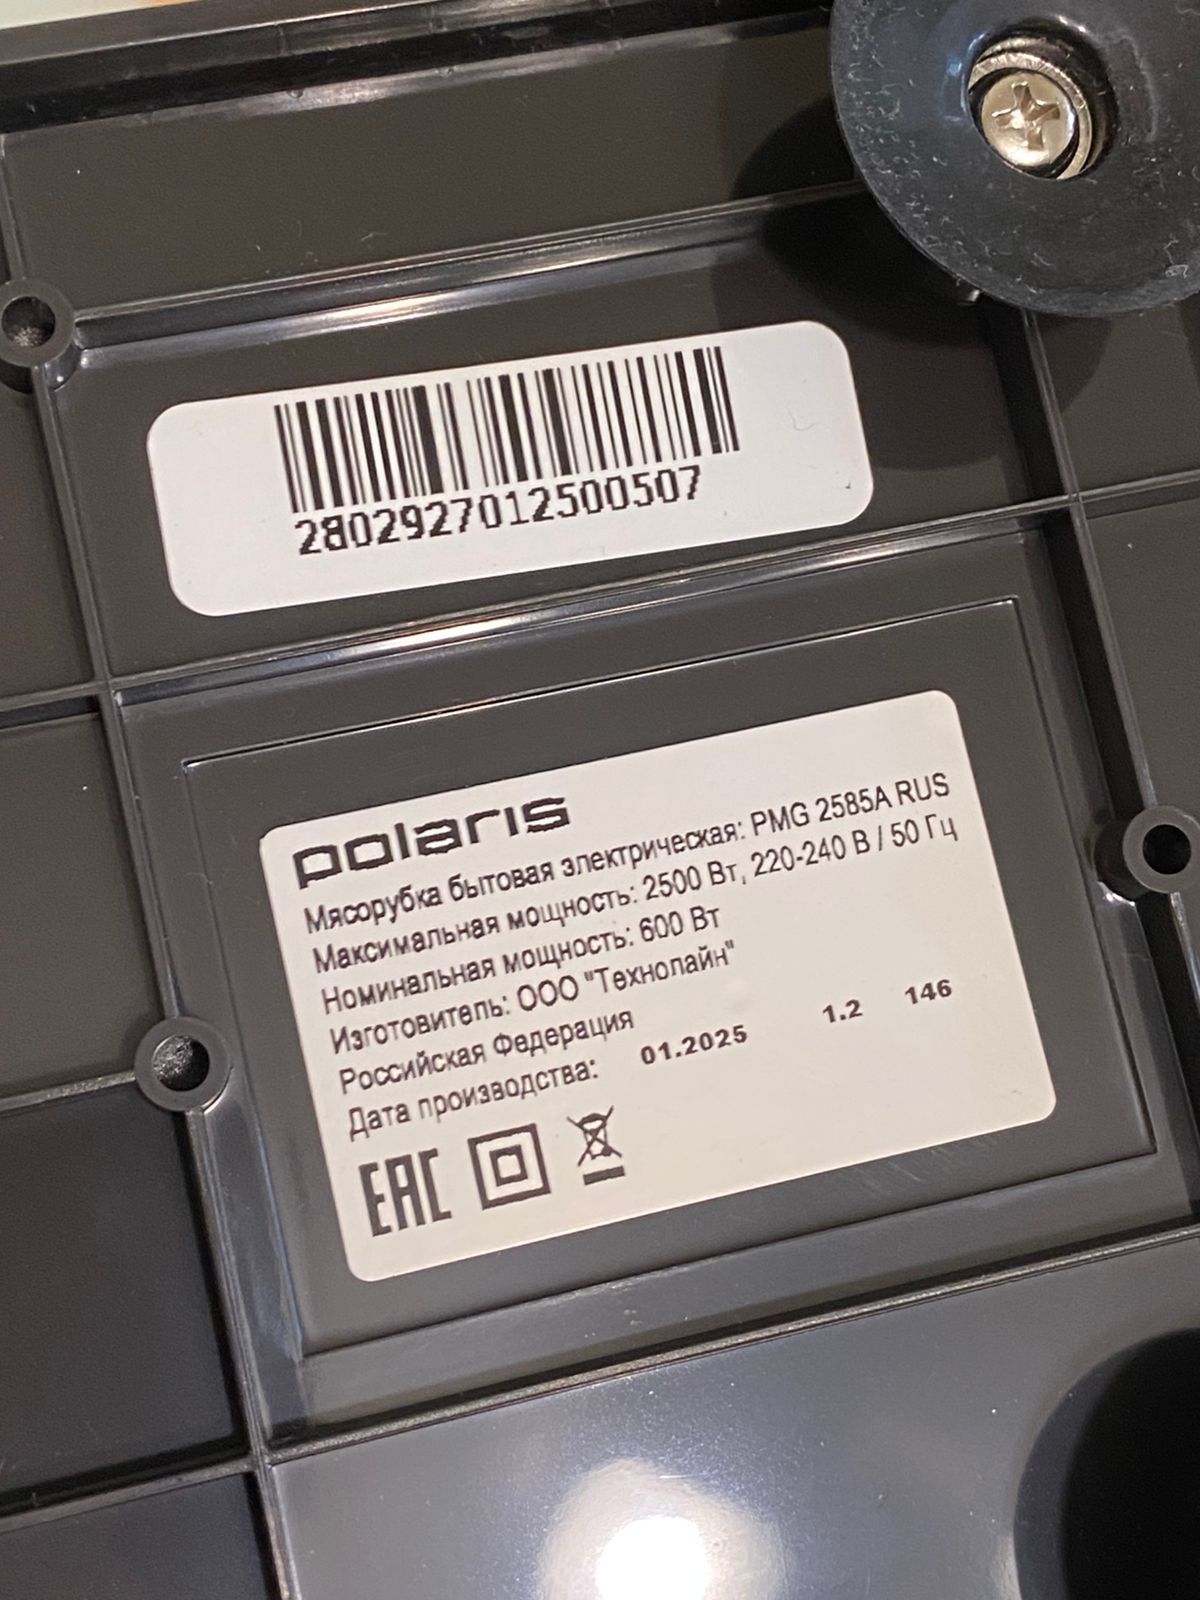 2802927012500507
polaris
Мясорубка бытовая электрическая: PMG 2585A RUS
Максимальная мощность: 2500 Вт, 220-240 В / 50 Гц
Номинальная мощность: 600 Вт
Изготовитель: ООО "Технолайн"
Российская Федерация
Дата производства: 01.2025 1.2 146
EAC